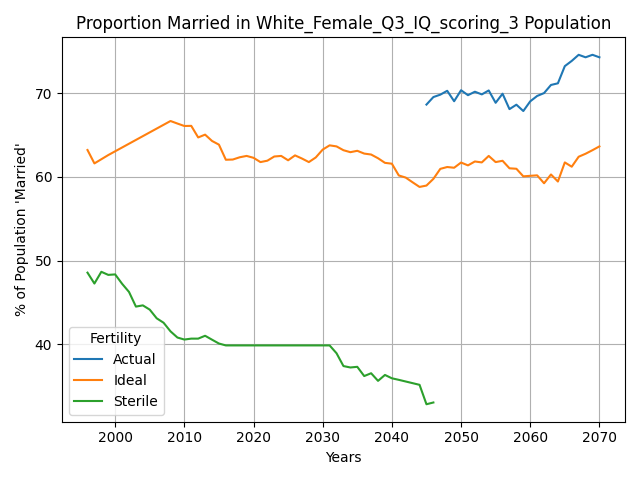 Proportion Married in White_Female_Q3_IQ_scoring_3 Population
% of Population 'Married'
70
60
50
40
Fertility
Actual
Ideal
Sterile
2000 2010 2020 2030 2040 2050 2060 2070
Years